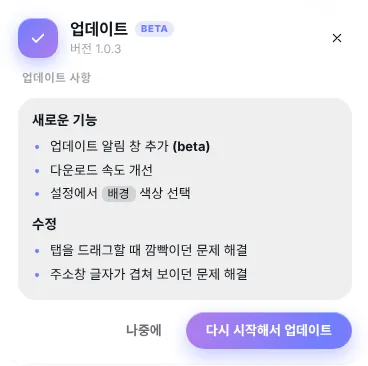 업데이트 BETA
버전 1.0.3
업데이트 사항
새로운 기능
• 업데이트 알림 창 추가 (beta)
• 다운로드 속도 개선
• 설정에서 배경 색상 선택
수정
• 탭을 드래그할 때 깜빡이던 문제 해결
• 주소창 글자가 겹쳐 보이던 문제 해결
나중에 다시 시작해서 업데이트